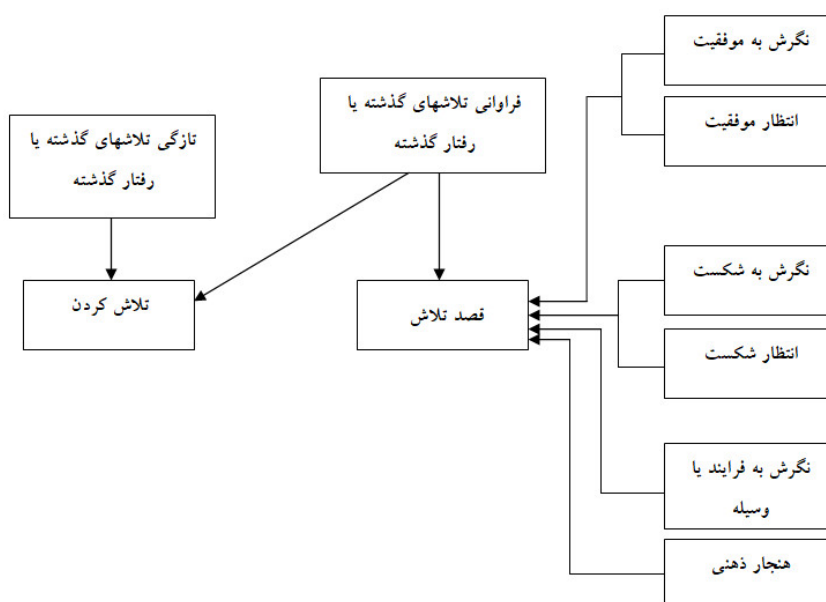 نگرش به موفقیت
انتظار موفقیت
فراوانی تلاشهای گذشته یا
رفتار گذشته
تازگی تلاشهای گذشته یا
رفتار گذشته
نگرش به شکست
انتظار شکست
قصد تلاش
تلاش کردن
نگرش به فرایند یا
وسیله
هنجار ذهنی